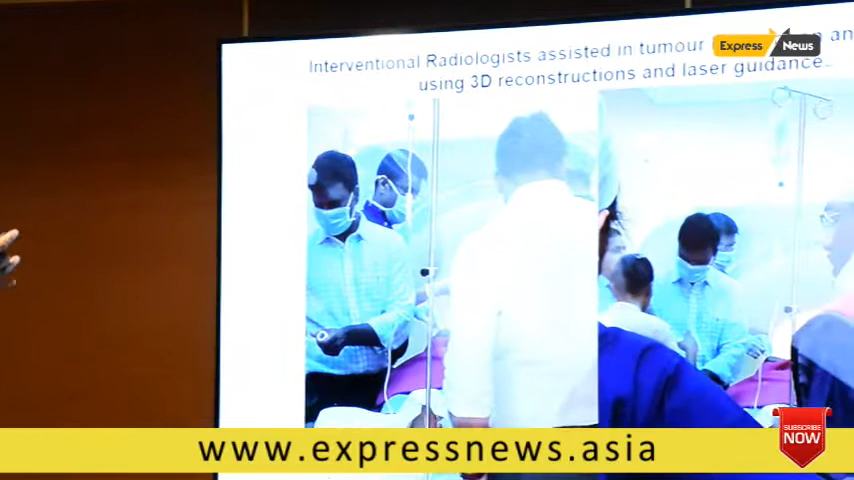 Interventional Radiologists assisted in tumour
Express News
using 3D reconstructions and laser guidance.
www.expressnews.asia
SUBSCRIBE
NOW